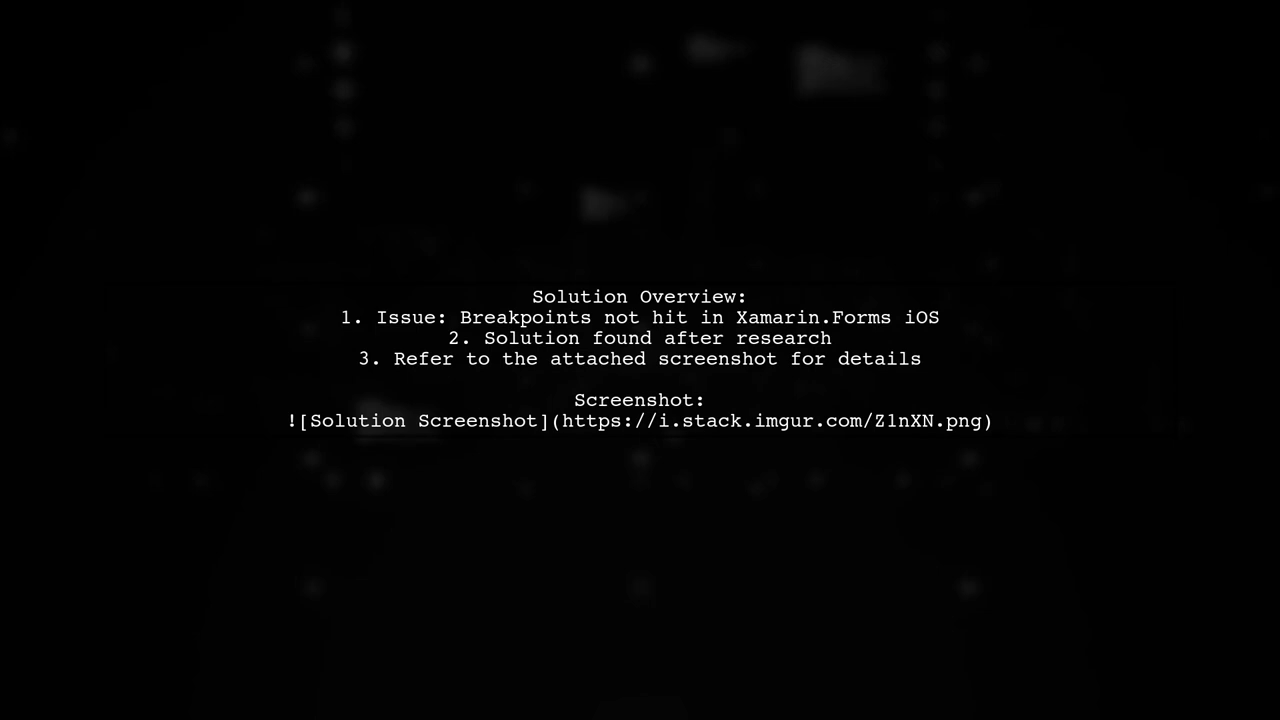 Solution Overview:
1. Issue: Breakpoints not hit in Xamarin.Forms iOS
2. Solution found after research
3. Refer to the attached screenshot for details
Screenshot:
![Solution Screenshot](https://i.stack.imgur.com/Z1nXN.png)